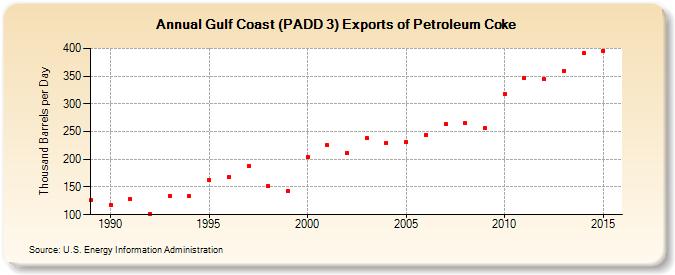 Annual Gulf Coast (PADD 3) Exports of Petroleum Coke
Thousand Barrels per Day
400
350
300
250
200
150
100
1990 1995 2000 2005 2010 2015
Source: U.S. Energy Information Administration